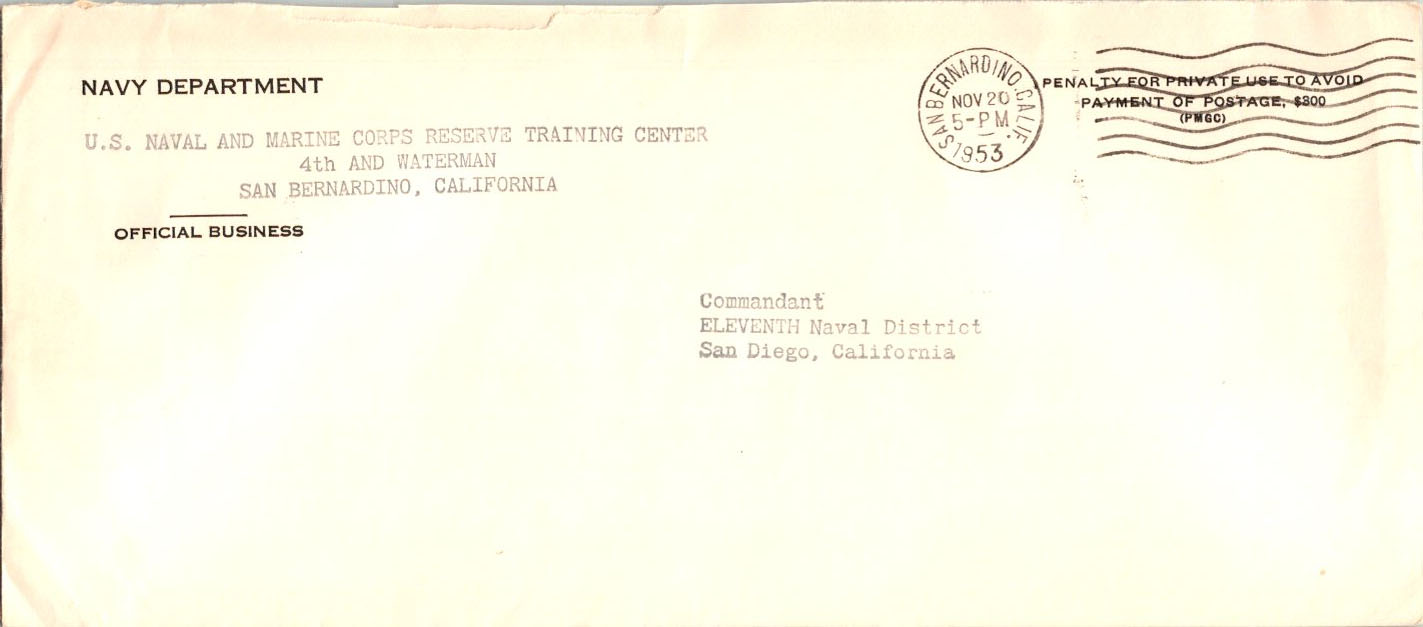 NAVY DEPARTMENT
U.S. NAVAL AND MARINE CORPS RESERVE TRAINING CENTER
4th AND WATERMAN
SAN BERNARDINO, CALIFORNIA
OFFICIAL BUSINESS
SAN BERNARDINO, CALIF.
NOV 20
5-PM
1953
PENALTY FOR PRIVATE USE TO AVOID
PAYMENT OF POSTAGE, $300
(PMGC)
Commandant
ELEVENTH Naval District
San Diego, California